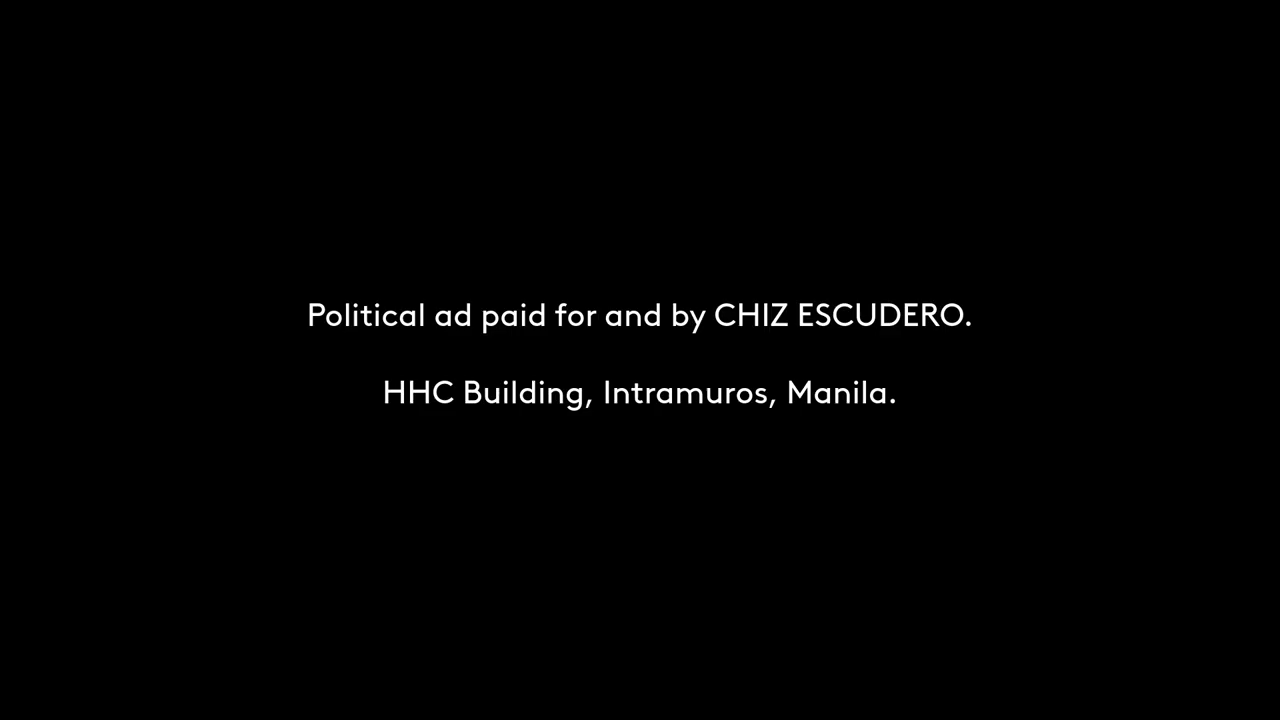 Political ad paid for and by CHIZ ESCUDERO.
HHC Building, Intramuros, Manila.